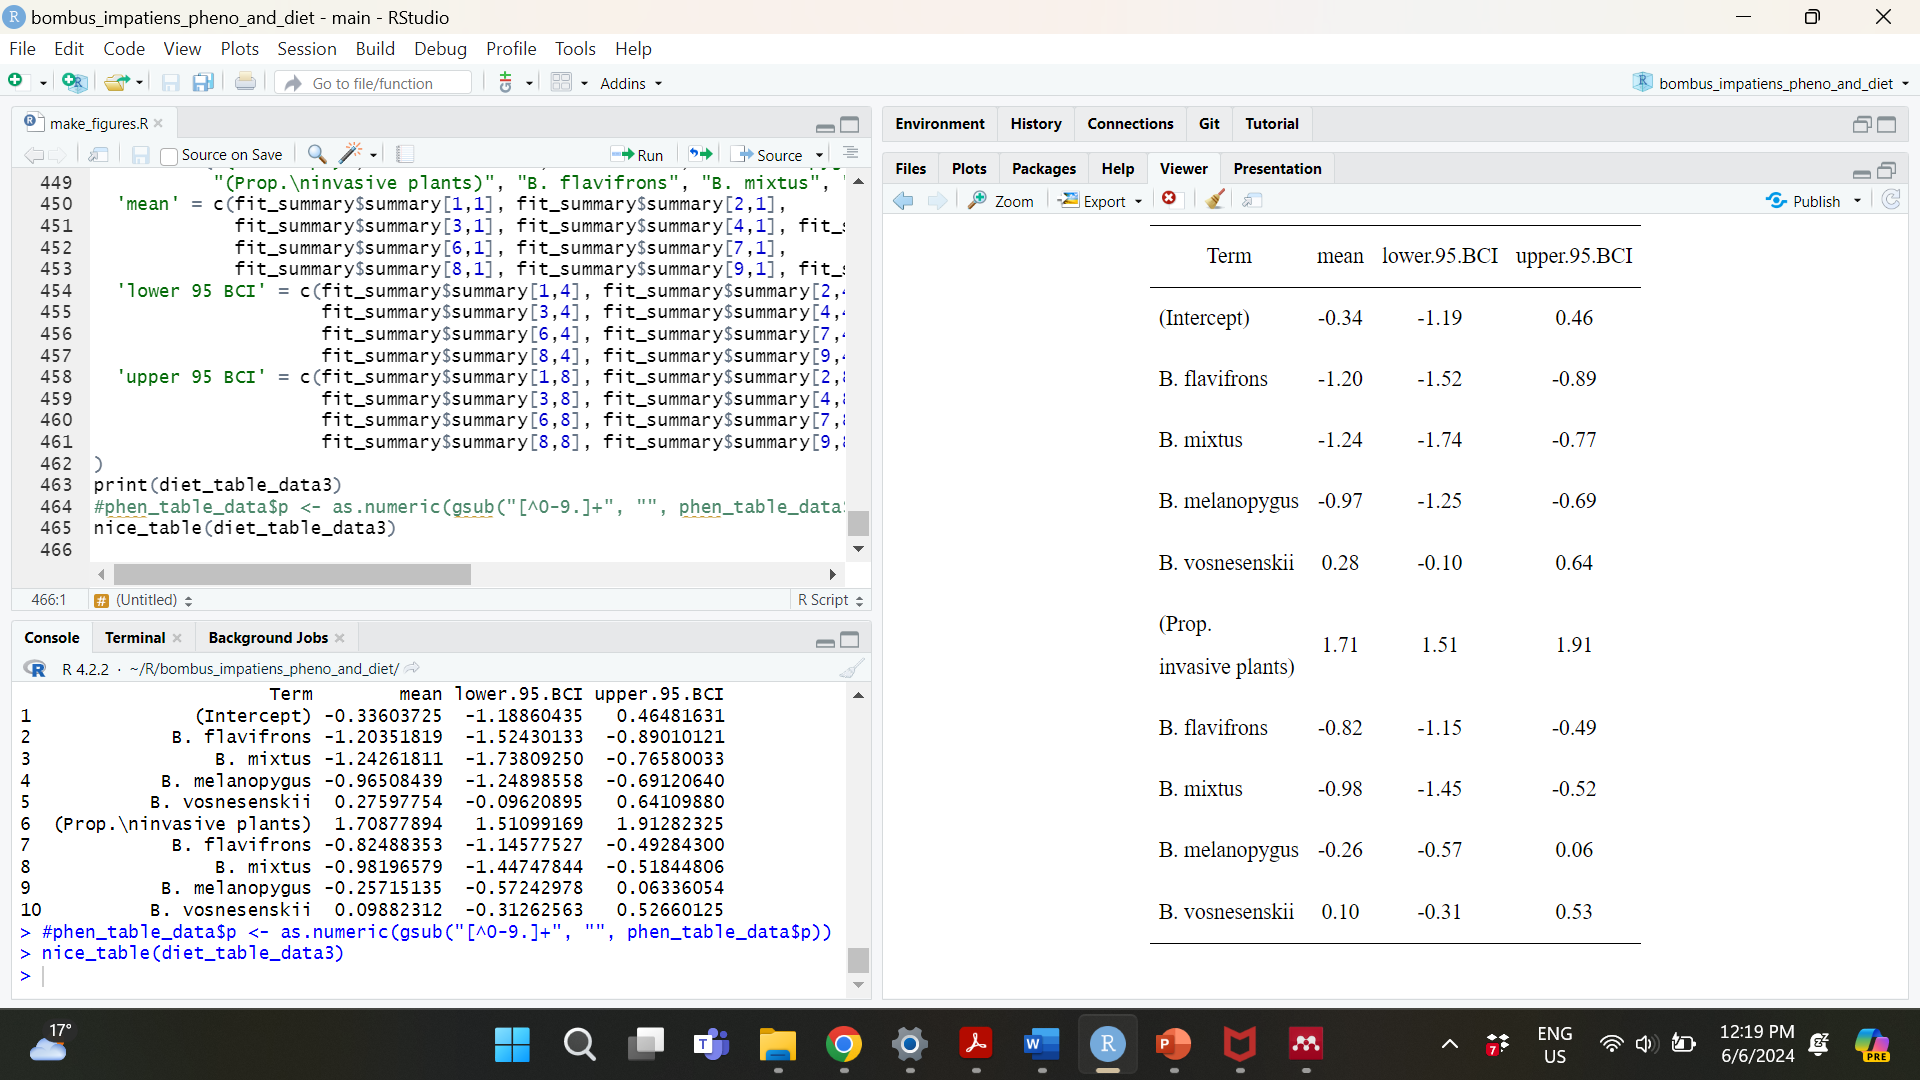 bombus_impatiens_pheno_and_diet - main - RStudio
File Edit Code View Plots Session Build Debug Profile Tools Help
Go to file/function
Addins
bombus_impatiens_pheno_and_diet
make_figures.R
Source on Save
Run
Source
449 "(Prop.\ninvasive plants)", "B. flavifrons", "B. mixtus",
450 'mean' = c(fit_summary$summary[1,1], fit_summary$summary[2,1],
451 fit_summary$summary[3,1], fit_summary$summary[4,1], fit_s
452 fit_summary$summary[6,1], fit_summary$summary[7,1],
453 fit_summary$summary[8,1], fit_summary$summary[9,1], fit_s
454 'lower 95 BCI' = c(fit_summary$summary[1,4], fit_summary$summary[2,4
455 fit_summary$summary[3,4], fit_summary$summary[4,4
456 fit_summary$summary[6,4], fit_summary$summary[7,4
457 fit_summary$summary[8,4], fit_summary$summary[9,4
458 'upper 95 BCI' = c(fit_summary$summary[1,8], fit_summary$summary[2,8
459 fit_summary$summary[3,8], fit_summary$summary[4,8
460 fit_summary$summary[6,8], fit_summary$summary[7,8
461 fit_summary$summary[8,8], fit_summary$summary[9,8
462 )
463 print(diet_table_data3)
464 #phen_table_data$p <- as.numeric(gsub("[^0-9.]+", "", phen_table_data$
465 nice_table(diet_table_data3)
466
466:1 # (Untitled) R Script
Console Terminal Background Jobs
R 4.2.2 · ~/R/bombus_impatiens_pheno_and_diet/
Term mean lower.95.BCI upper.95.BCI
1 (Intercept) -0.33603725 -1.18860435 0.46481631
2 B. flavifrons -1.20351819 -1.52430133 -0.89010121
3 B. mixtus -1.24261811 -1.73809250 -0.76580033
4 B. melanopygus -0.96508439 -1.24898558 -0.69120640
5 B. vosnesenskii 0.27597754 -0.09620895 0.64109880
6 (Prop.\ninvasive plants) 1.70877894 1.51099169 1.91282325
7 B. flavifrons -0.82488353 -1.14577527 -0.49284300
8 B. mixtus -0.98196579 -1.44747844 -0.51844806
9 B. melanopygus -0.25715135 -0.57242978 0.06336054
10 B. vosnesenskii 0.09882312 -0.31262563 0.52660125
> #phen_table_data$p <- as.numeric(gsub("[^0-9.]+", "", phen_table_data$p))
> nice_table(diet_table_data3)
>
Environment History Connections Git Tutorial
Files Plots Packages Help Viewer Presentation
Zoom Export Publish
Term mean lower.95.BCI upper.95.BCI
(Intercept) -0.34 -1.19 0.46
B. flavifrons -1.20 -1.52 -0.89
B. mixtus -1.24 -1.74 -0.77
B. melanopygus -0.97 -1.25 -0.69
B. vosnesenskii 0.28 -0.10 0.64
(Prop.
invasive plants) 1.71 1.51 1.91
B. flavifrons -0.82 -1.15 -0.49
B. mixtus -0.98 -1.45 -0.52
B. melanopygus -0.26 -0.57 0.06
B. vosnesenskii 0.10 -0.31 0.53
17°
ENG
US
12:19 PM
6/6/2024
PRE